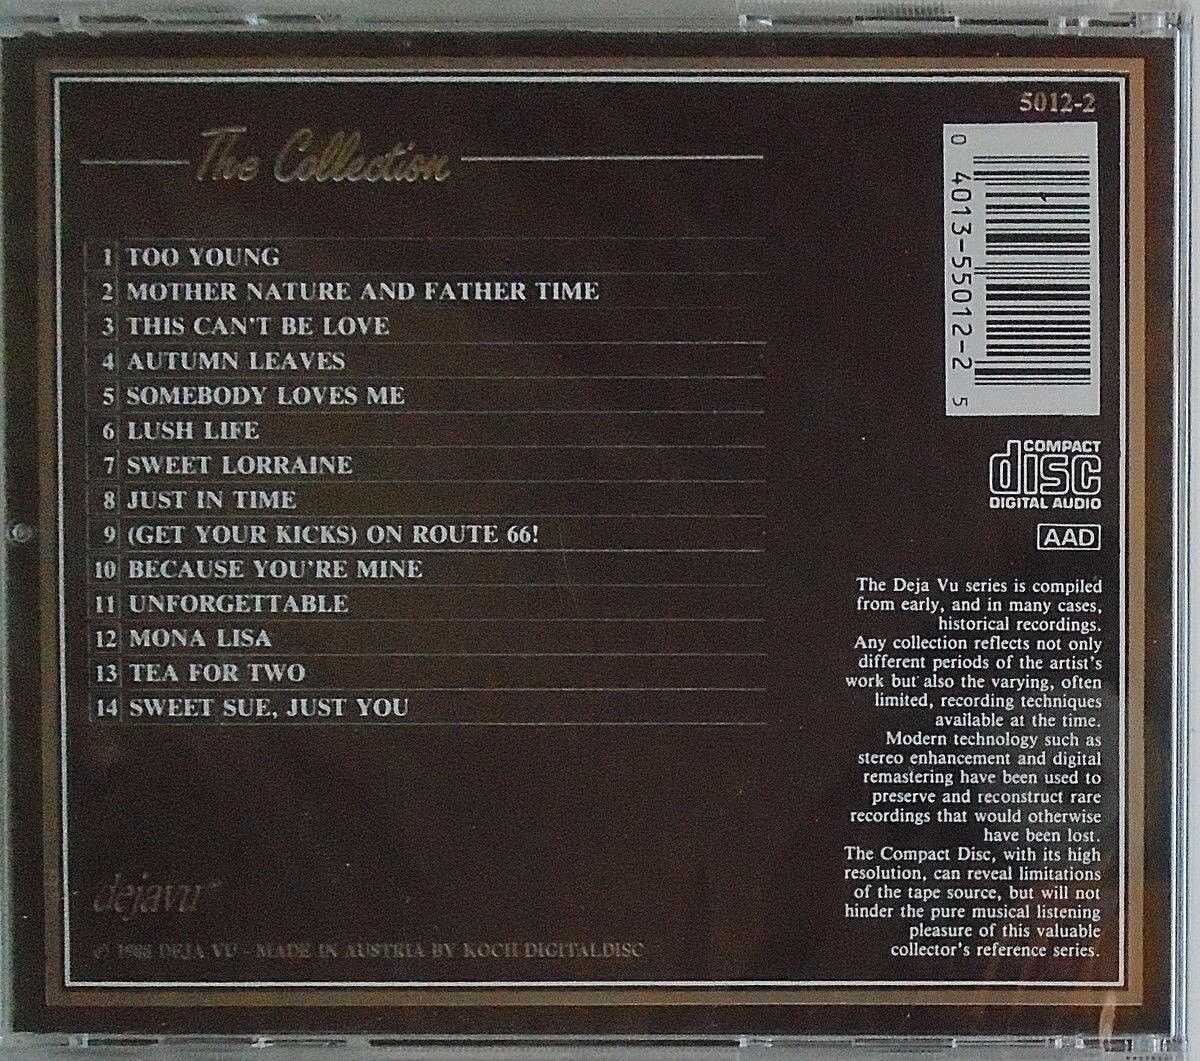 5012-2
The Collection
1 TOO YOUNG
2 MOTHER NATURE AND FATHER TIME
3 THIS CAN'T BE LOVE
4 AUTUMN LEAVES
5 SOMEBODY LOVES ME
6 LUSH LIFE
7 SWEET LORRAINE
8 JUST IN TIME
9 (GET YOUR KICKS) ON ROUTE 66!
10 BECAUSE YOU'RE MINE
11 UNFORGETTABLE
12 MONA LISA
13 TEA FOR TWO
14 SWEET SUE, JUST YOU
dejavu
© 1988 DEJA VU - MADE IN AUSTRIA BY KOCH DIGITALDISC
0 4013-55012-2 5
COMPACT
disc
DIGITAL AUDIO
AAD
The Deja Vu series is compiled
from early, and in many cases,
historical recordings.
Any collection reflects not only
different periods of the artist's
work but also the varying, often
limited, recording techniques
available at the time.
Modern technology such as
stereo enhancement and digital
remastering have been used to
preserve and reconstruct rare
recordings that would otherwise
have been lost.
The Compact Disc, with its high
resolution, can reveal limitations
of the tape source, but will not
hinder the pure musical listening
pleasure of this valuable
collector's reference series.